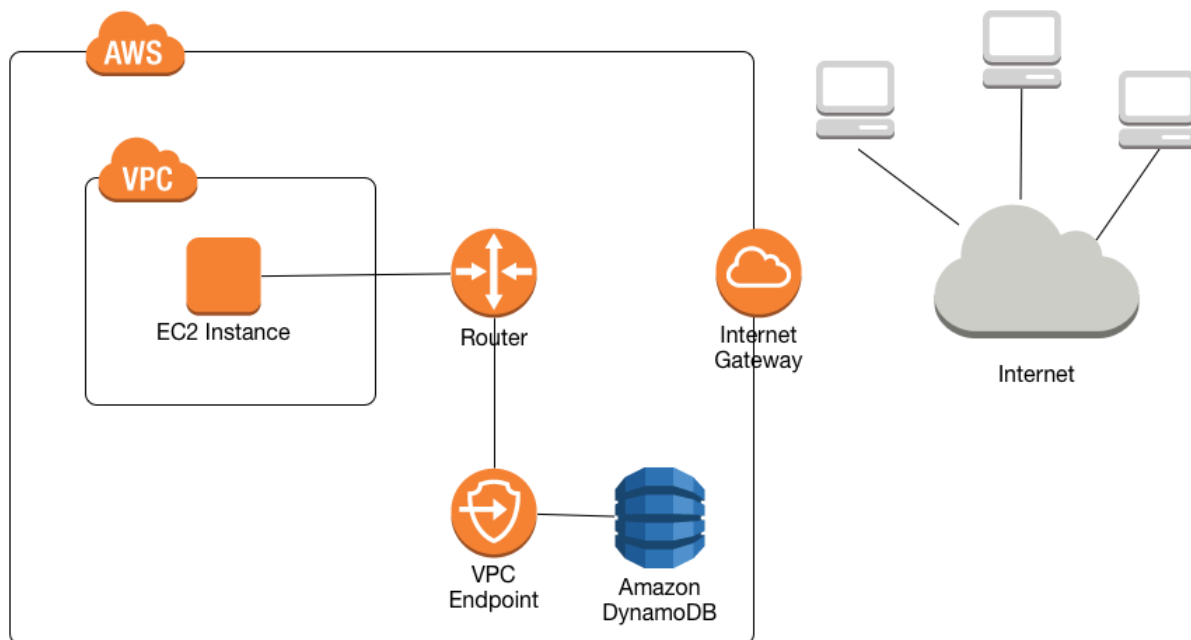 AWS
VPC
EC2 Instance
Router
Internet
Gateway
Internet
VPC
Endpoint
Amazon
DynamoDB